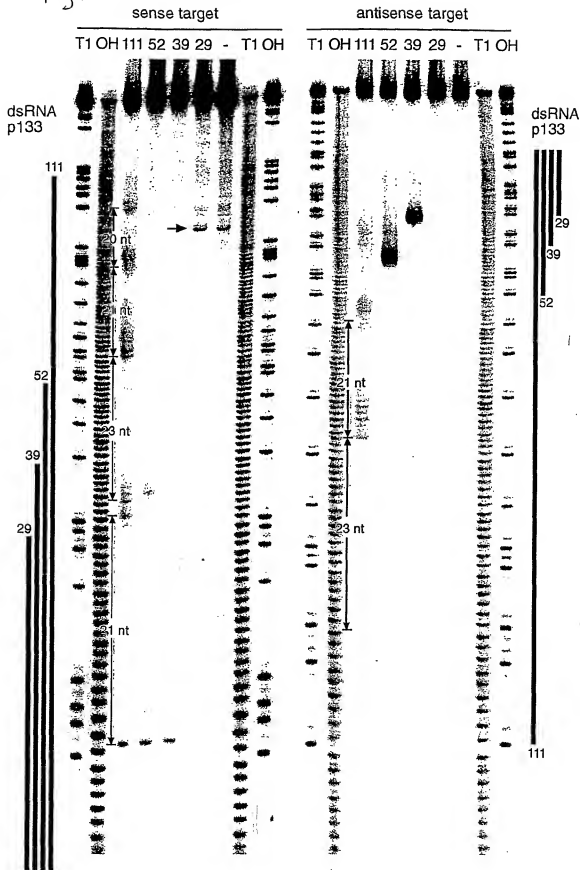 sense target
antisense target
T1 OH 111 52 39 29 - T1 OH
T1 OH 111 52 39 29 - T1 OH
dsRNA
p133
dsRNA
p133
111
52
39
29
20 nt
nt
3 nt
21 nt
21 nt
23 nt
29
39
52
111